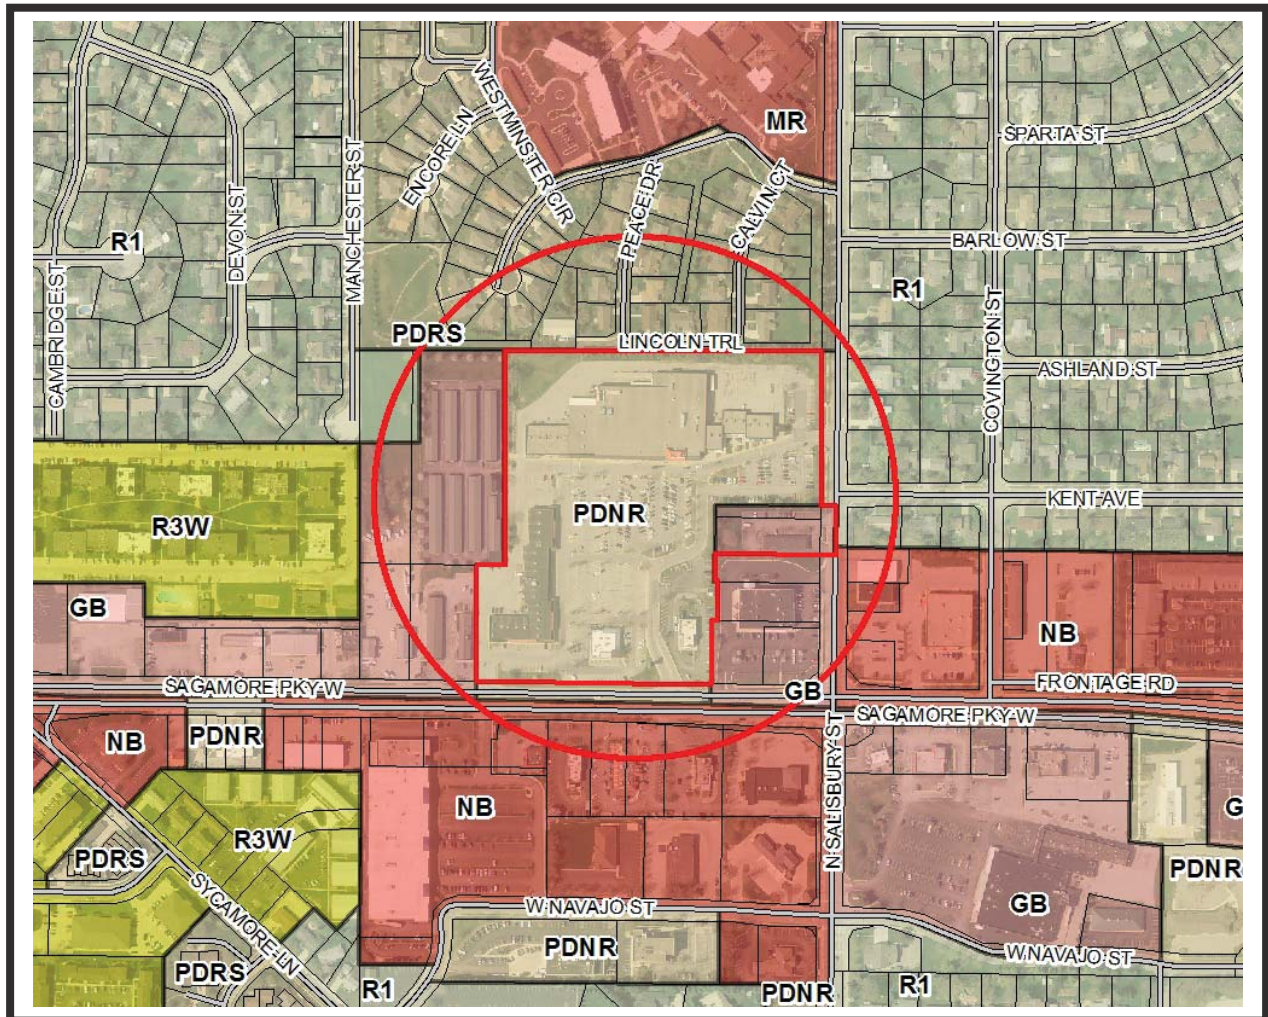 WESTMINSTER CIR
ENCORE LN
MR
SPARTA ST
MANCHESTER ST
DEVON ST
R1
CAMBRIDGE ST
PEACE DR
CALVIN CT
BARLOW ST
R1
COVINGTON ST
PDRS
LINCOLN TRL
ASHLAND ST
KENT AVE
PDNR
R3W
GB
NB
SAGAMORE PKY W
GB
FRONTAGE RD
SAGAMORE PKY W
NB
PDNR
N SALISBURY ST
NB
G
R3W
PDRS
PDNR
SYCAMORE LN
W NAVAJO ST
GB
PDNR
W NAVAJO ST
PDRS
R1
PDNR
R1